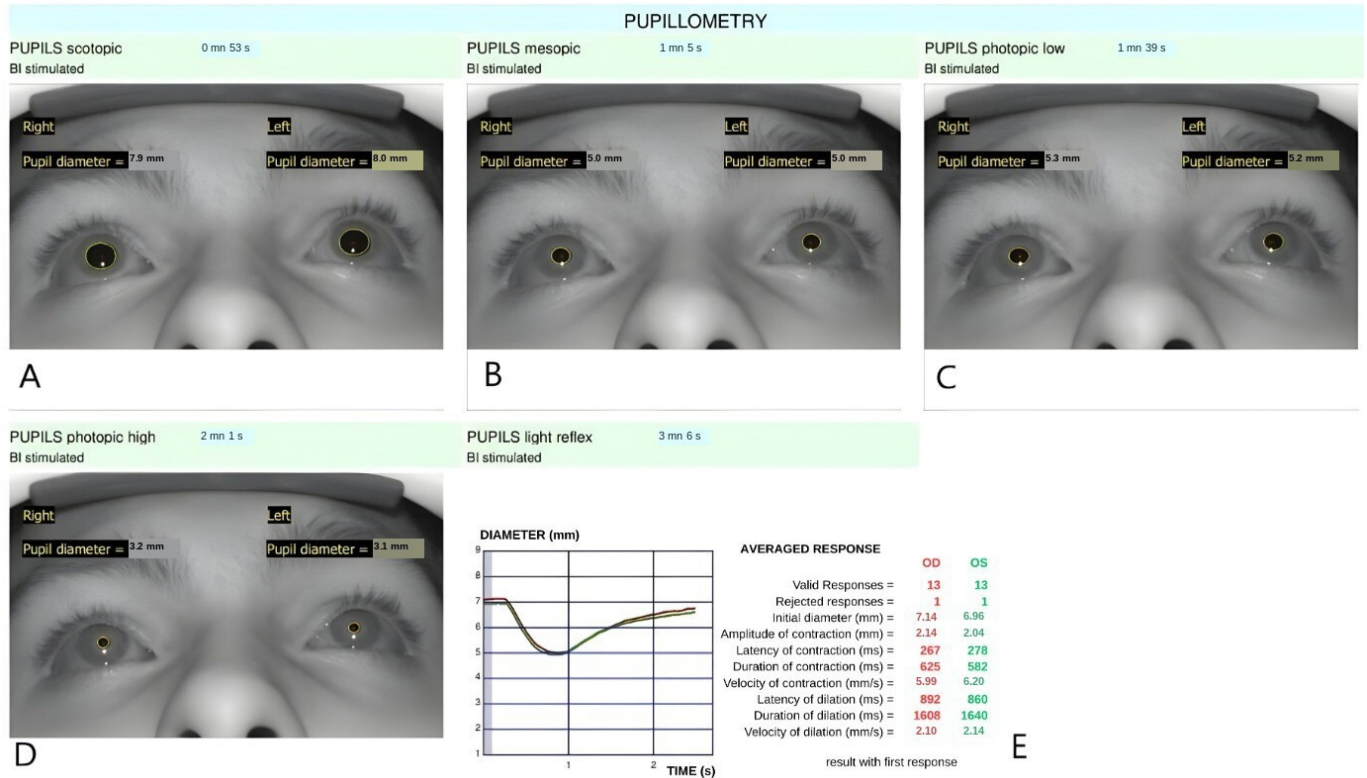 PUPILLOMETRY
PUPILS scotopic 0 mn 53 s
BI stimulated
Right Left
Pupil diameter = 7.9 mm Pupil diameter = 8.0 mm
A
PUPILS mesopic 1 mn 5 s
BI stimulated
Right Left
Pupil diameter = 5.0 mm Pupil diameter = 5.0 mm
B
PUPILS photopic low 1 mn 39 s
BI stimulated
Right Left
Pupil diameter = 5.3 mm Pupil diameter = 5.2 mm
C
PUPILS photopic high 2 mn 1 s
BI stimulated
Right Left
Pupil diameter = 3.2 mm Pupil diameter = 3.1 mm
D
PUPILS light reflex 3 mn 6 s
BI stimulated
DIAMETER (mm)
9
8
7
6
5
4
3
2
1
1 2 TIME (s)
AVERAGED RESPONSE
OD OS
Valid Responses = 13 13
Rejected responses = 1 1
Initial diameter (mm) = 7.14 6.96
Amplitude of contraction (mm) = 2.14 2.04
Latency of contraction (ms) = 267 278
Duration of contraction (ms) = 625 582
Velocity of contraction (mm/s) = 5.99 6.20
Latency of dilation (ms) = 892 860
Duration of dilation (ms) = 1608 1640
Velocity of dilation (mm/s) = 2.10 2.14
result with first response
E